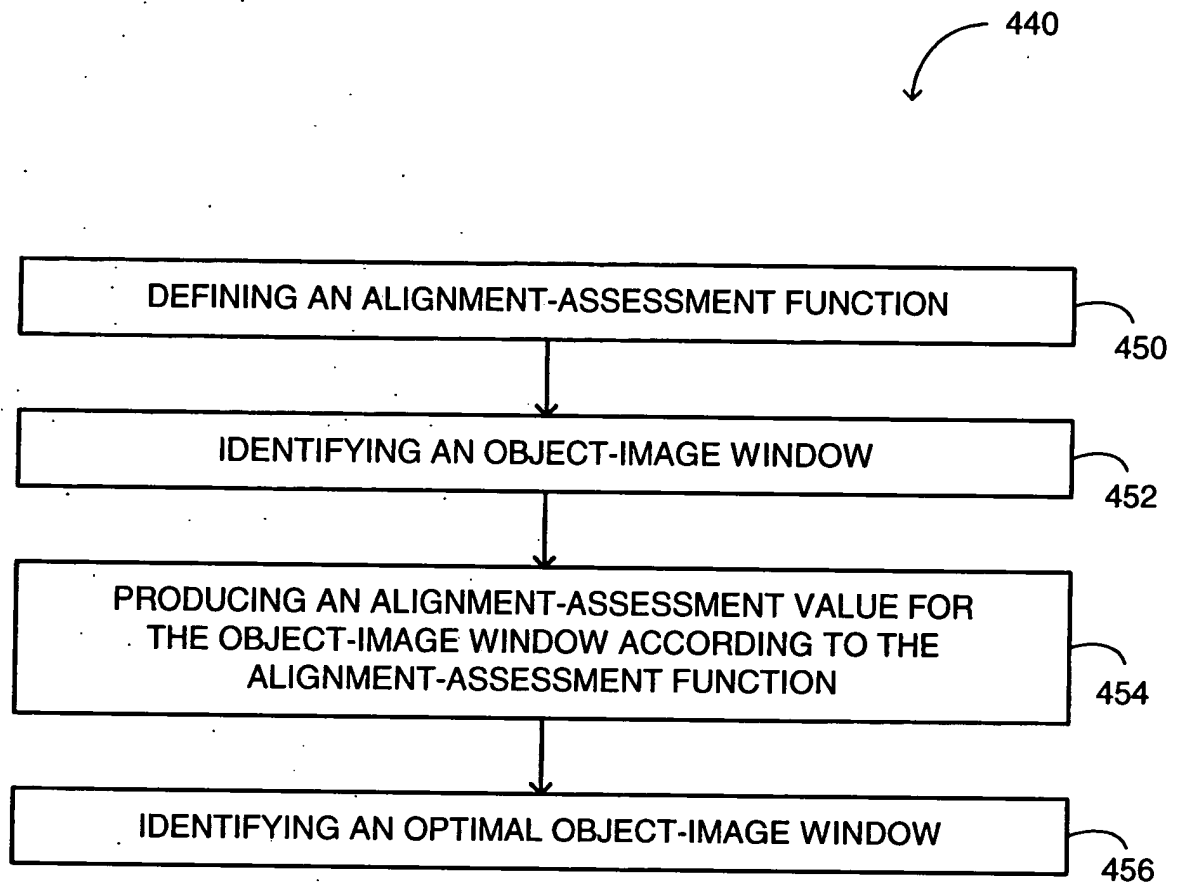 440
DEFINING AN ALIGNMENT-ASSESSMENT FUNCTION
450
IDENTIFYING AN OBJECT-IMAGE WINDOW
452
PRODUCING AN ALIGNMENT-ASSESSMENT VALUE FOR
THE OBJECT-IMAGE WINDOW ACCORDING TO THE
ALIGNMENT-ASSESSMENT FUNCTION
454
IDENTIFYING AN OPTIMAL OBJECT-IMAGE WINDOW
456